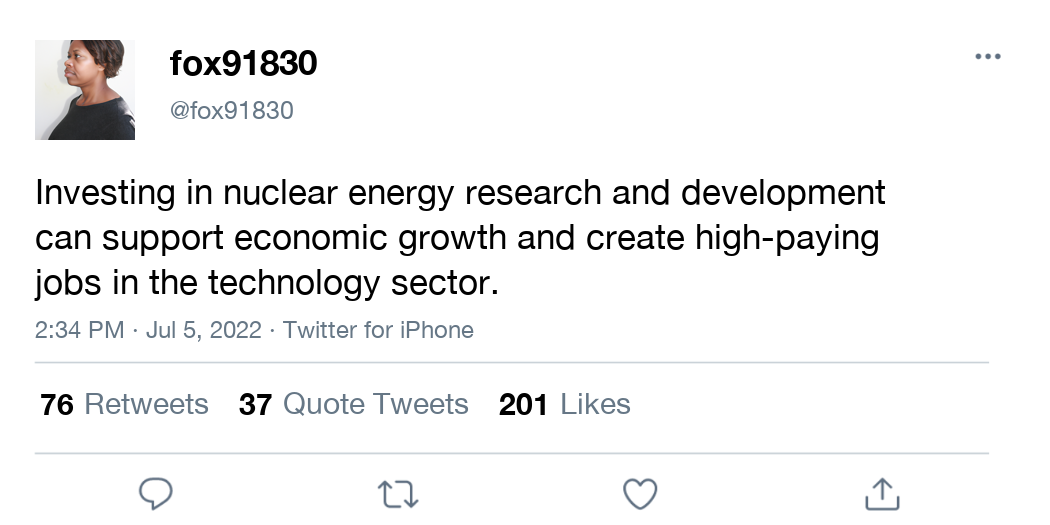 fox91830
@fox91830
Investing in nuclear energy research and development
can support economic growth and create high-paying
jobs in the technology sector.
2:34 PM · Jul 5, 2022 · Twitter for iPhone
76 Retweets 37 Quote Tweets 201 Likes